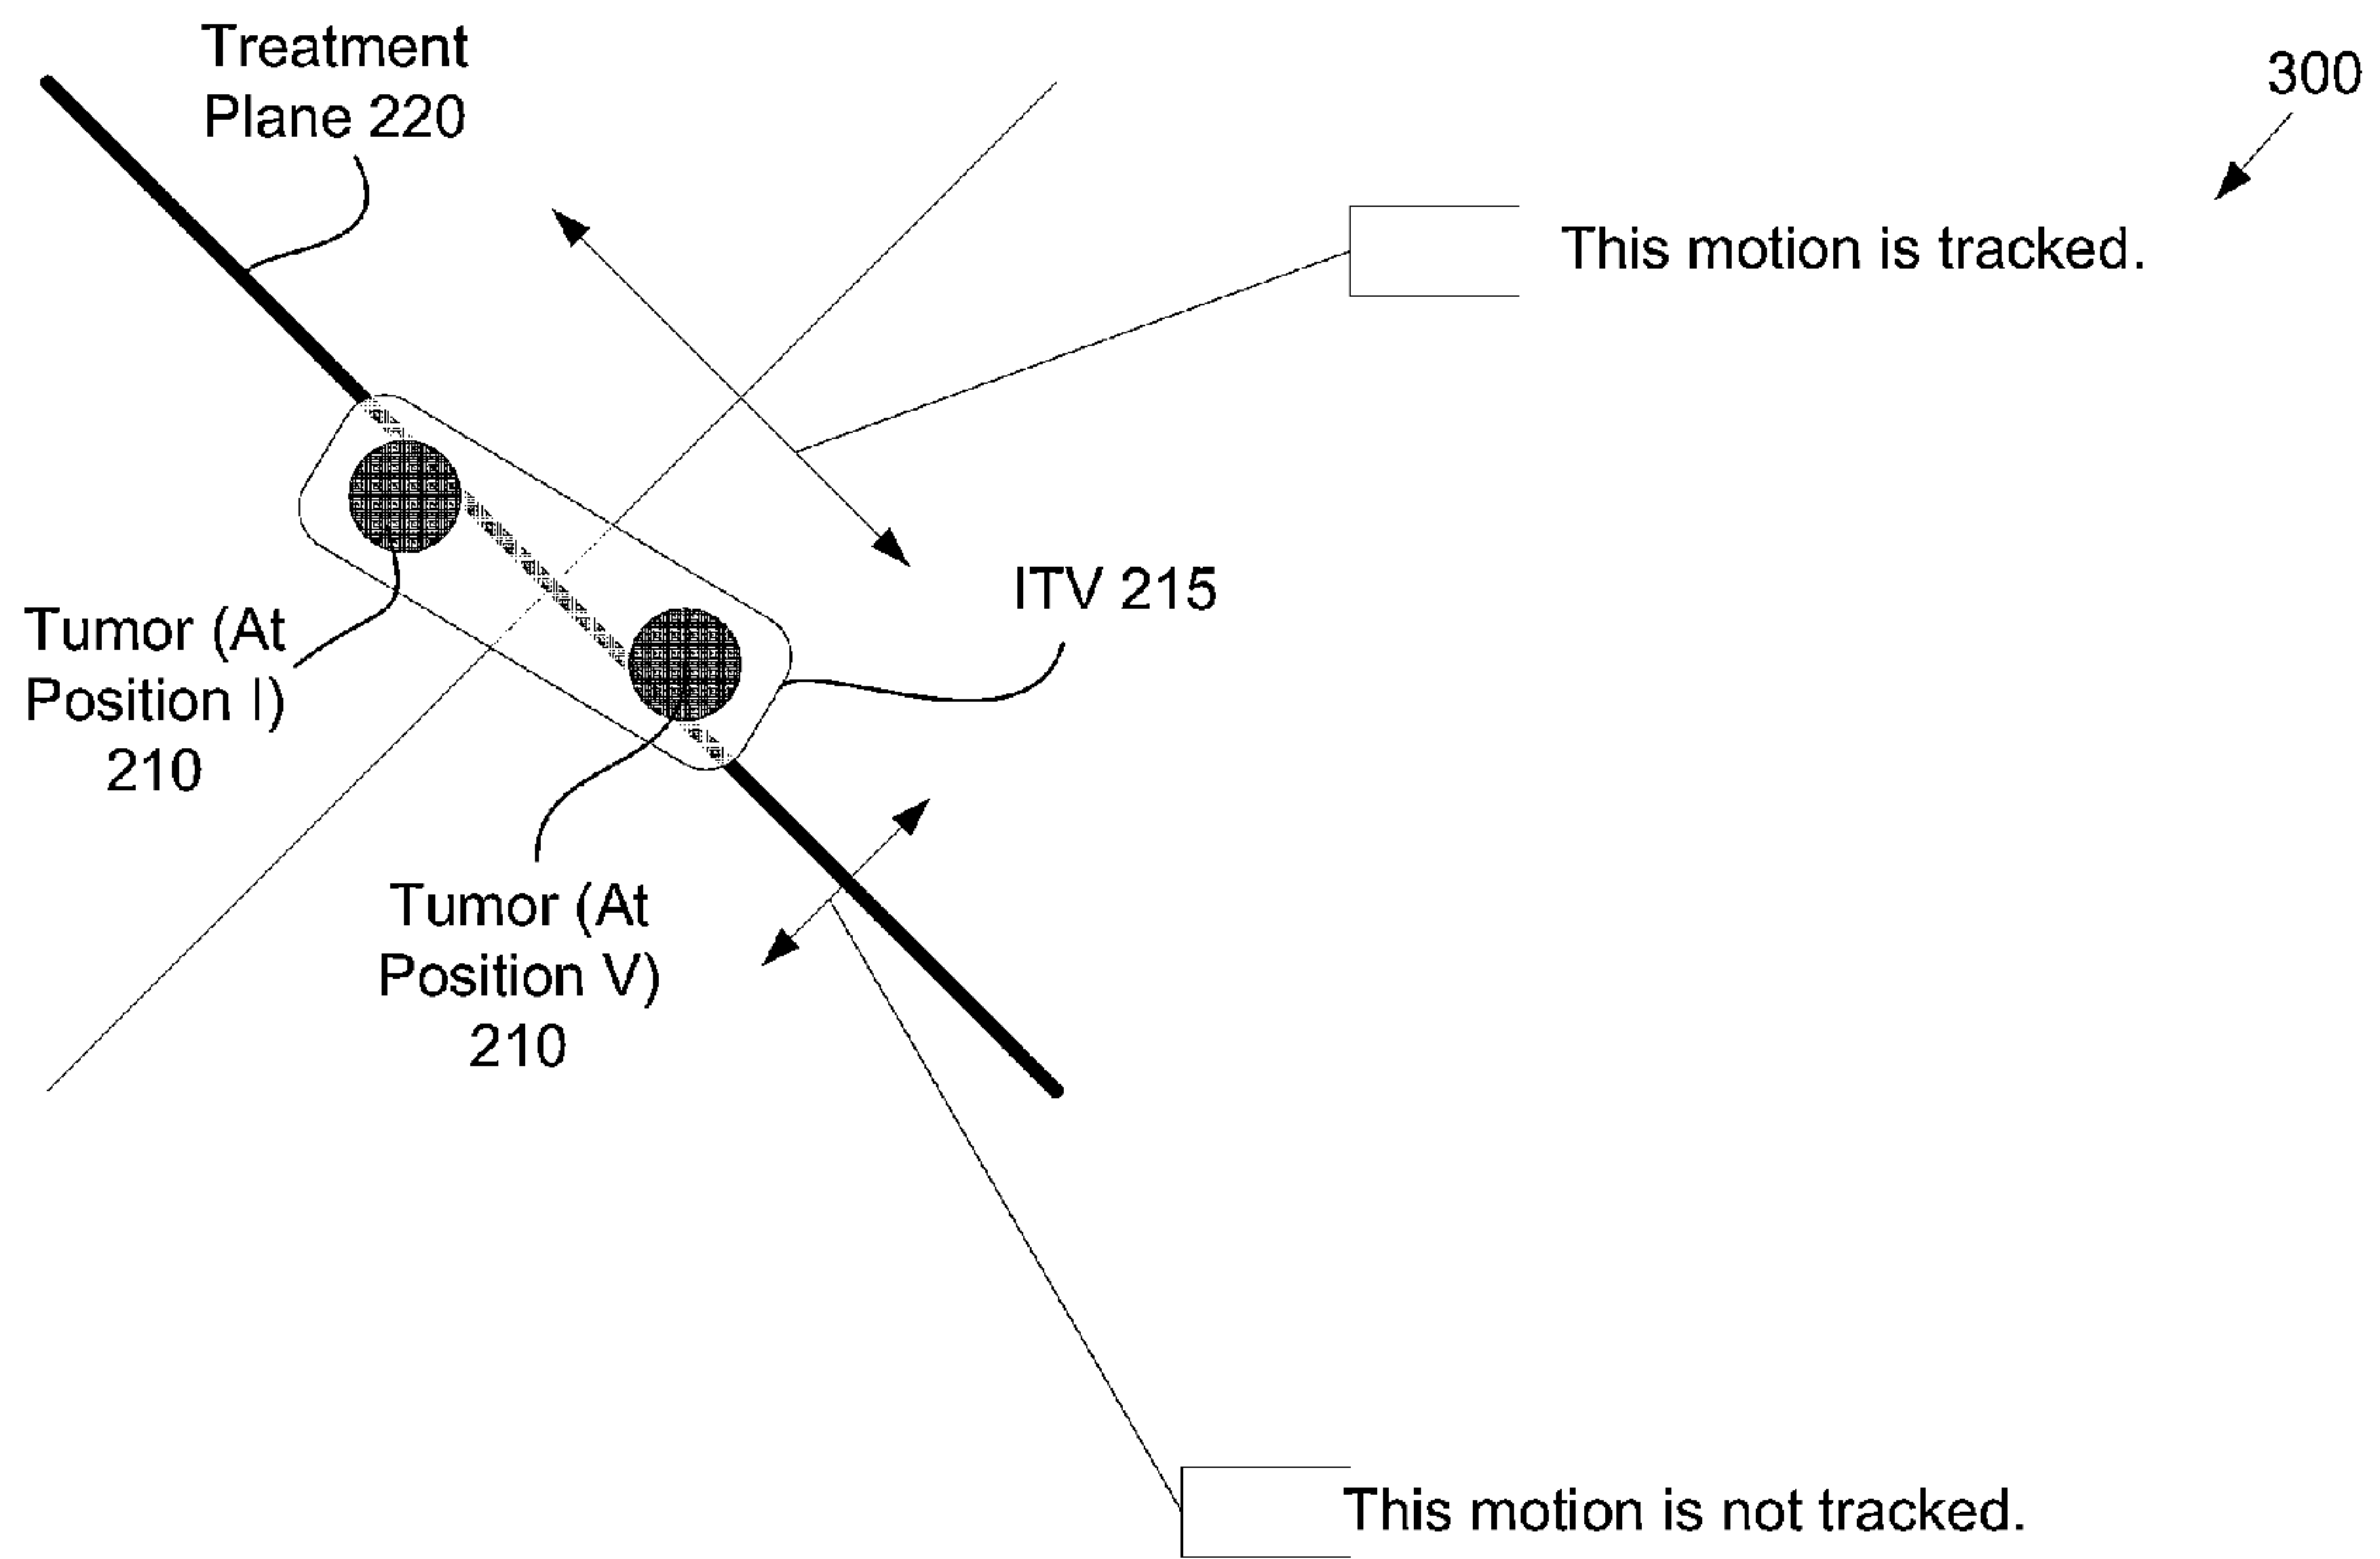 Treatment
Plane 220
300
This motion is tracked.
ITV 215
Tumor (At
Position I)
210
Tumor (At
Position V)
210
This motion is not tracked.